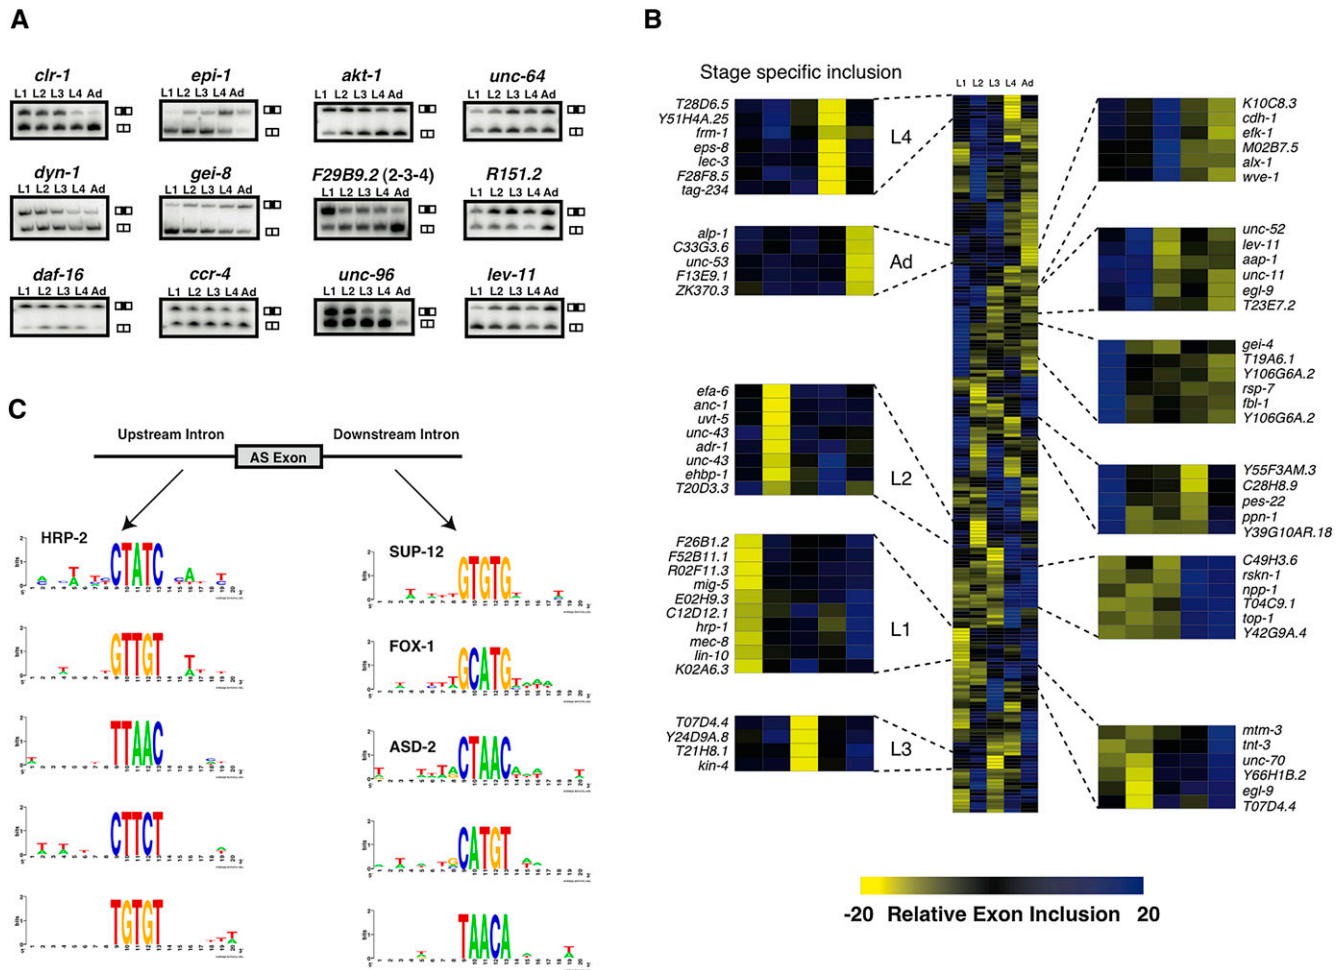 A
clr-1
L1 L2 L3 L4 Ad
epi-1
L1 L2 L3 L4 Ad
akt-1
L1 L2 L3 L4 Ad
unc-64
L1 L2 L3 L4 Ad
dyn-1
L1 L2 L3 L4 Ad
gei-8
L1 L2 L3 L4 Ad
F29B9.2 (2-3-4)
L1 L2 L3 L4 Ad
R151.2
L1 L2 L3 L4 Ad
daf-16
L1 L2 L3 L4 Ad
ccr-4
L1 L2 L3 L4 Ad
unc-96
L1 L2 L3 L4 Ad
lev-11
L1 L2 L3 L4 Ad
B
Stage specific inclusion
L1 L2 L3 L4 Ad
T28D6.5
Y51H4A.25
frm-1
eps-8
lec-3
F28F8.5
tag-234
L4
alp-1
C33G3.6
unc-53
F13E9.1
ZK370.3
Ad
efa-6
anc-1
uvt-5
unc-43
adr-1
unc-43
ehbp-1
T20D3.3
L2
F26B1.2
F52B11.1
R02F11.3
mig-5
E02H9.3
C12D12.1
hrp-1
mec-8
lin-10
K02A6.3
L1
T07D4.4
Y24D9A.8
T21H8.1
kin-4
L3
K10C8.3
cdh-1
efk-1
M02B7.5
alx-1
wve-1
unc-52
lev-11
aap-1
unc-11
egl-9
T23E7.2
gei-4
T19A6.1
Y106G6A.2
rsp-7
fbl-1
Y106G6A.2
Y55F3AM.3
C28H8.9
pes-22
ppn-1
Y39G10AR.18
C49H3.6
rskn-1
npp-1
T04C9.1
top-1
Y42G9A.4
mtm-3
tnt-3
unc-70
Y66H1B.2
egl-9
T07D4.4
-20 Relative Exon Inclusion 20
C
Upstream Intron
Downstream Intron
AS Exon
HRP-2
CTATC
GTTGT
TTAAC
CTTCT
TGTGT
SUP-12
GTGTG
FOX-1
GCATG
ASD-2
CTAAC
CATGT
TAACA